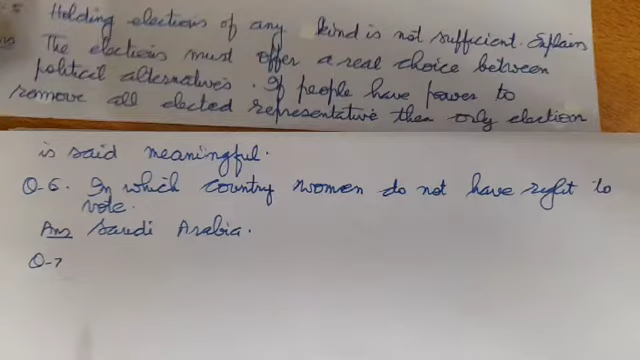 Holding elections of any kind is not sufficient. Explain
The elections must offer a real choice between
political alternatives. If people have power to
remove all elected representative then only election
is said meaningful.
Q-6. In which country women do not have right to
vote.
Ans Saudi Arabia.
Q-7